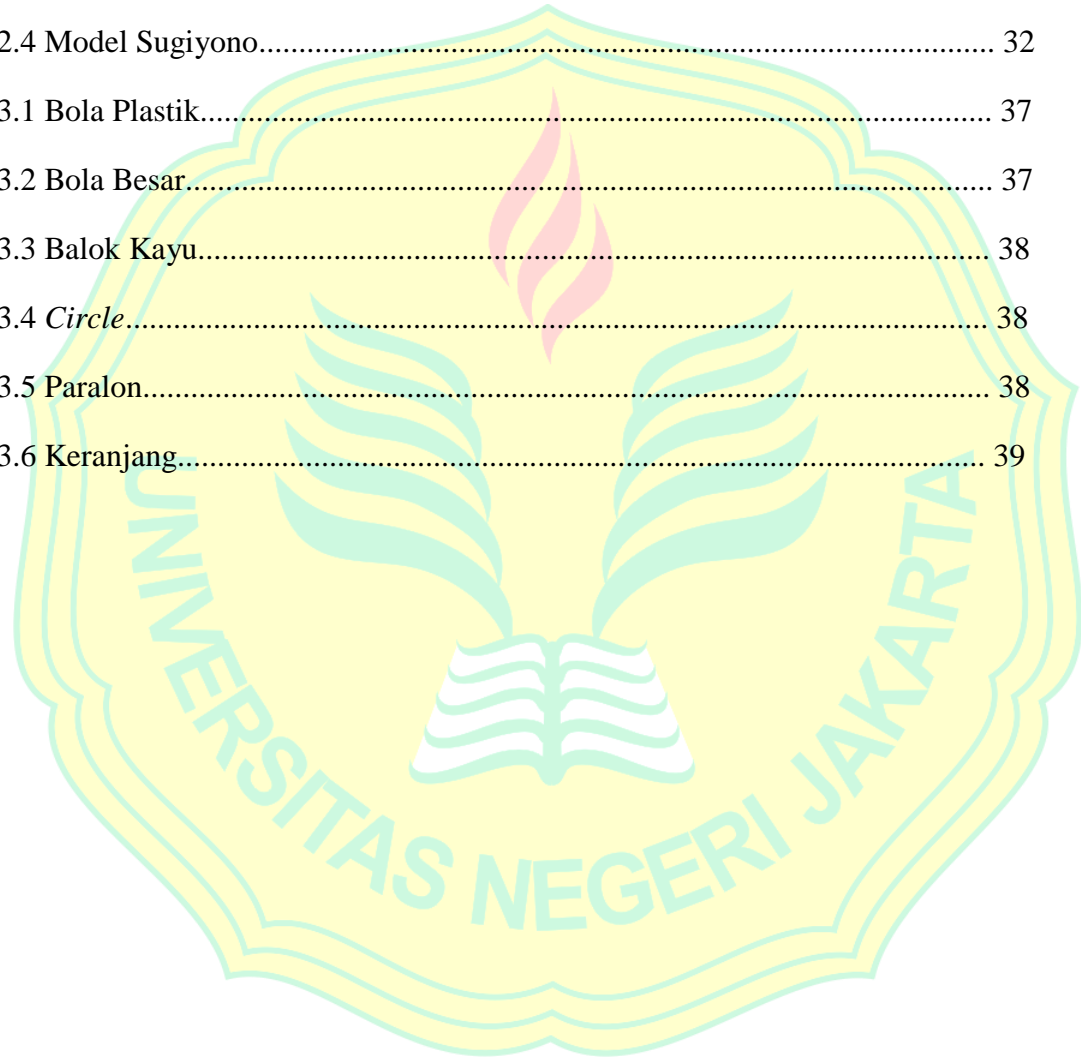 2.4 Model Sugiyono.......................................................................................... 32
3.1 Bola Plastik................................................................................................. 37
3.2 Bola Besar................................................................................................... 37
3.3 Balok Kayu................................................................................................. 38
3.4 Circle.......................................................................................................... 38
3.5 Paralon........................................................................................................ 38
3.6 Keranjang................................................................................................... 39
UNIVERSITAS NEGERI JAKARTA